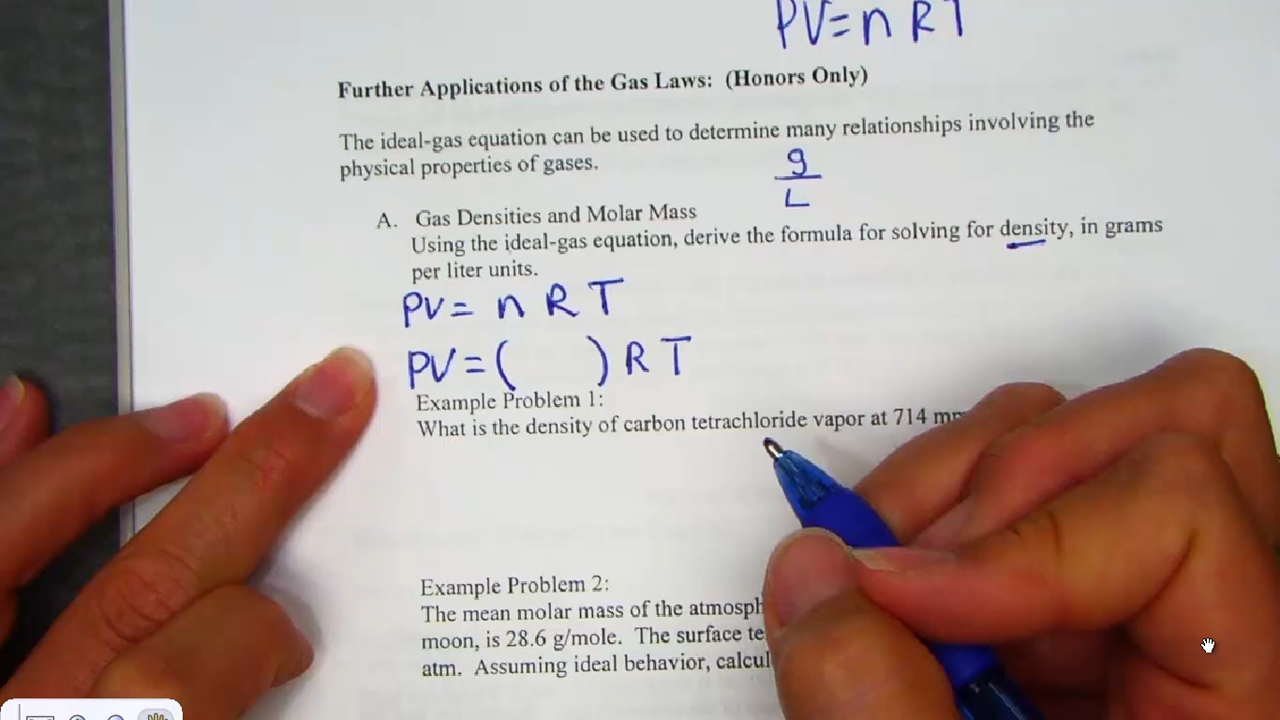 PV=nRT
Further Applications of the Gas Laws: (Honors Only)
The ideal-gas equation can be used to determine many relationships involving the
physical properties of gases.
g
L
A. Gas Densities and Molar Mass
Using the ideal-gas equation, derive the formula for solving for density, in grams
per liter units.
PV= n R T
PV=( ) R T
Example Problem 1:
What is the density of carbon tetrachloride vapor at 714
Example Problem 2:
The mean molar mass of the
moon, is 28.6 g/mole. The surface
atm. Assuming ideal behavior,